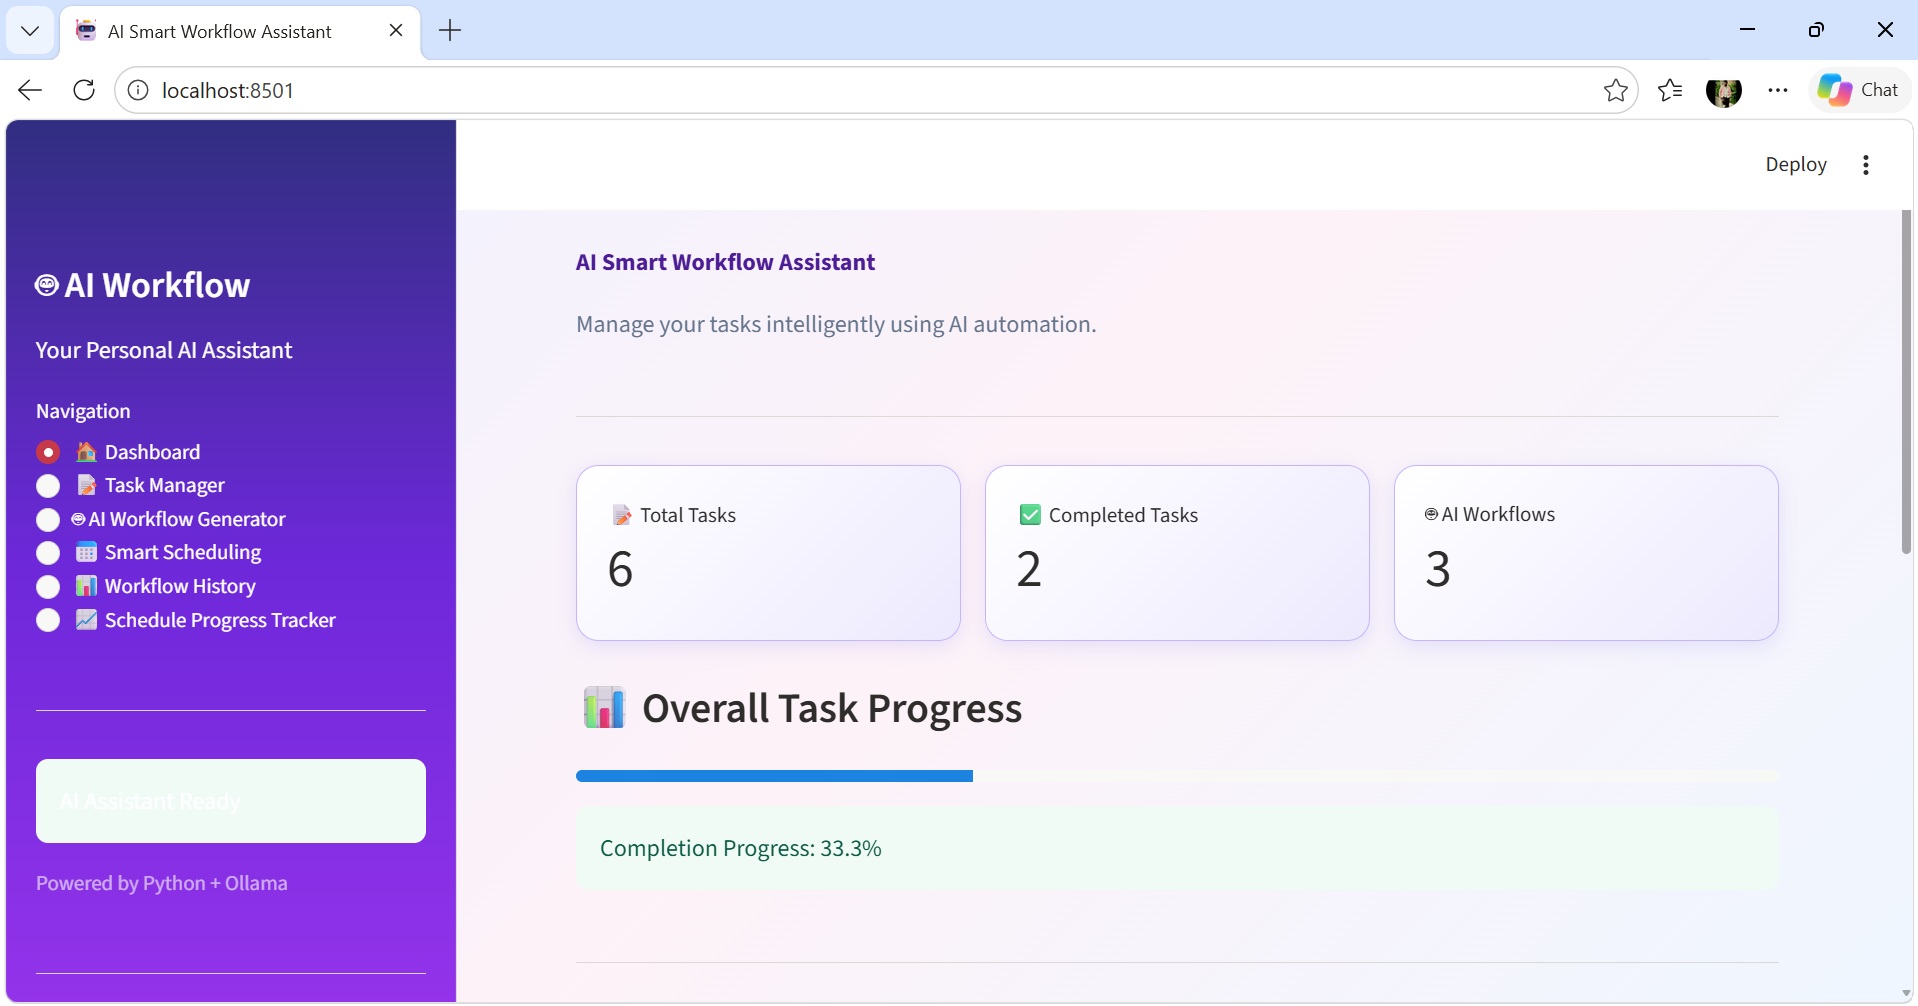 AI Smart Workflow Assistant
localhost:8501
Chat
Deploy
AI Workflow
Your Personal AI Assistant
Navigation
Dashboard
Task Manager
AI Workflow Generator
Smart Scheduling
Workflow History
Schedule Progress Tracker
AI Assistant Ready
Powered by Python + Ollama
AI Smart Workflow Assistant
Manage your tasks intelligently using AI automation.
Total Tasks
6
Completed Tasks
2
AI Workflows
3
Overall Task Progress
Completion Progress: 33.3%